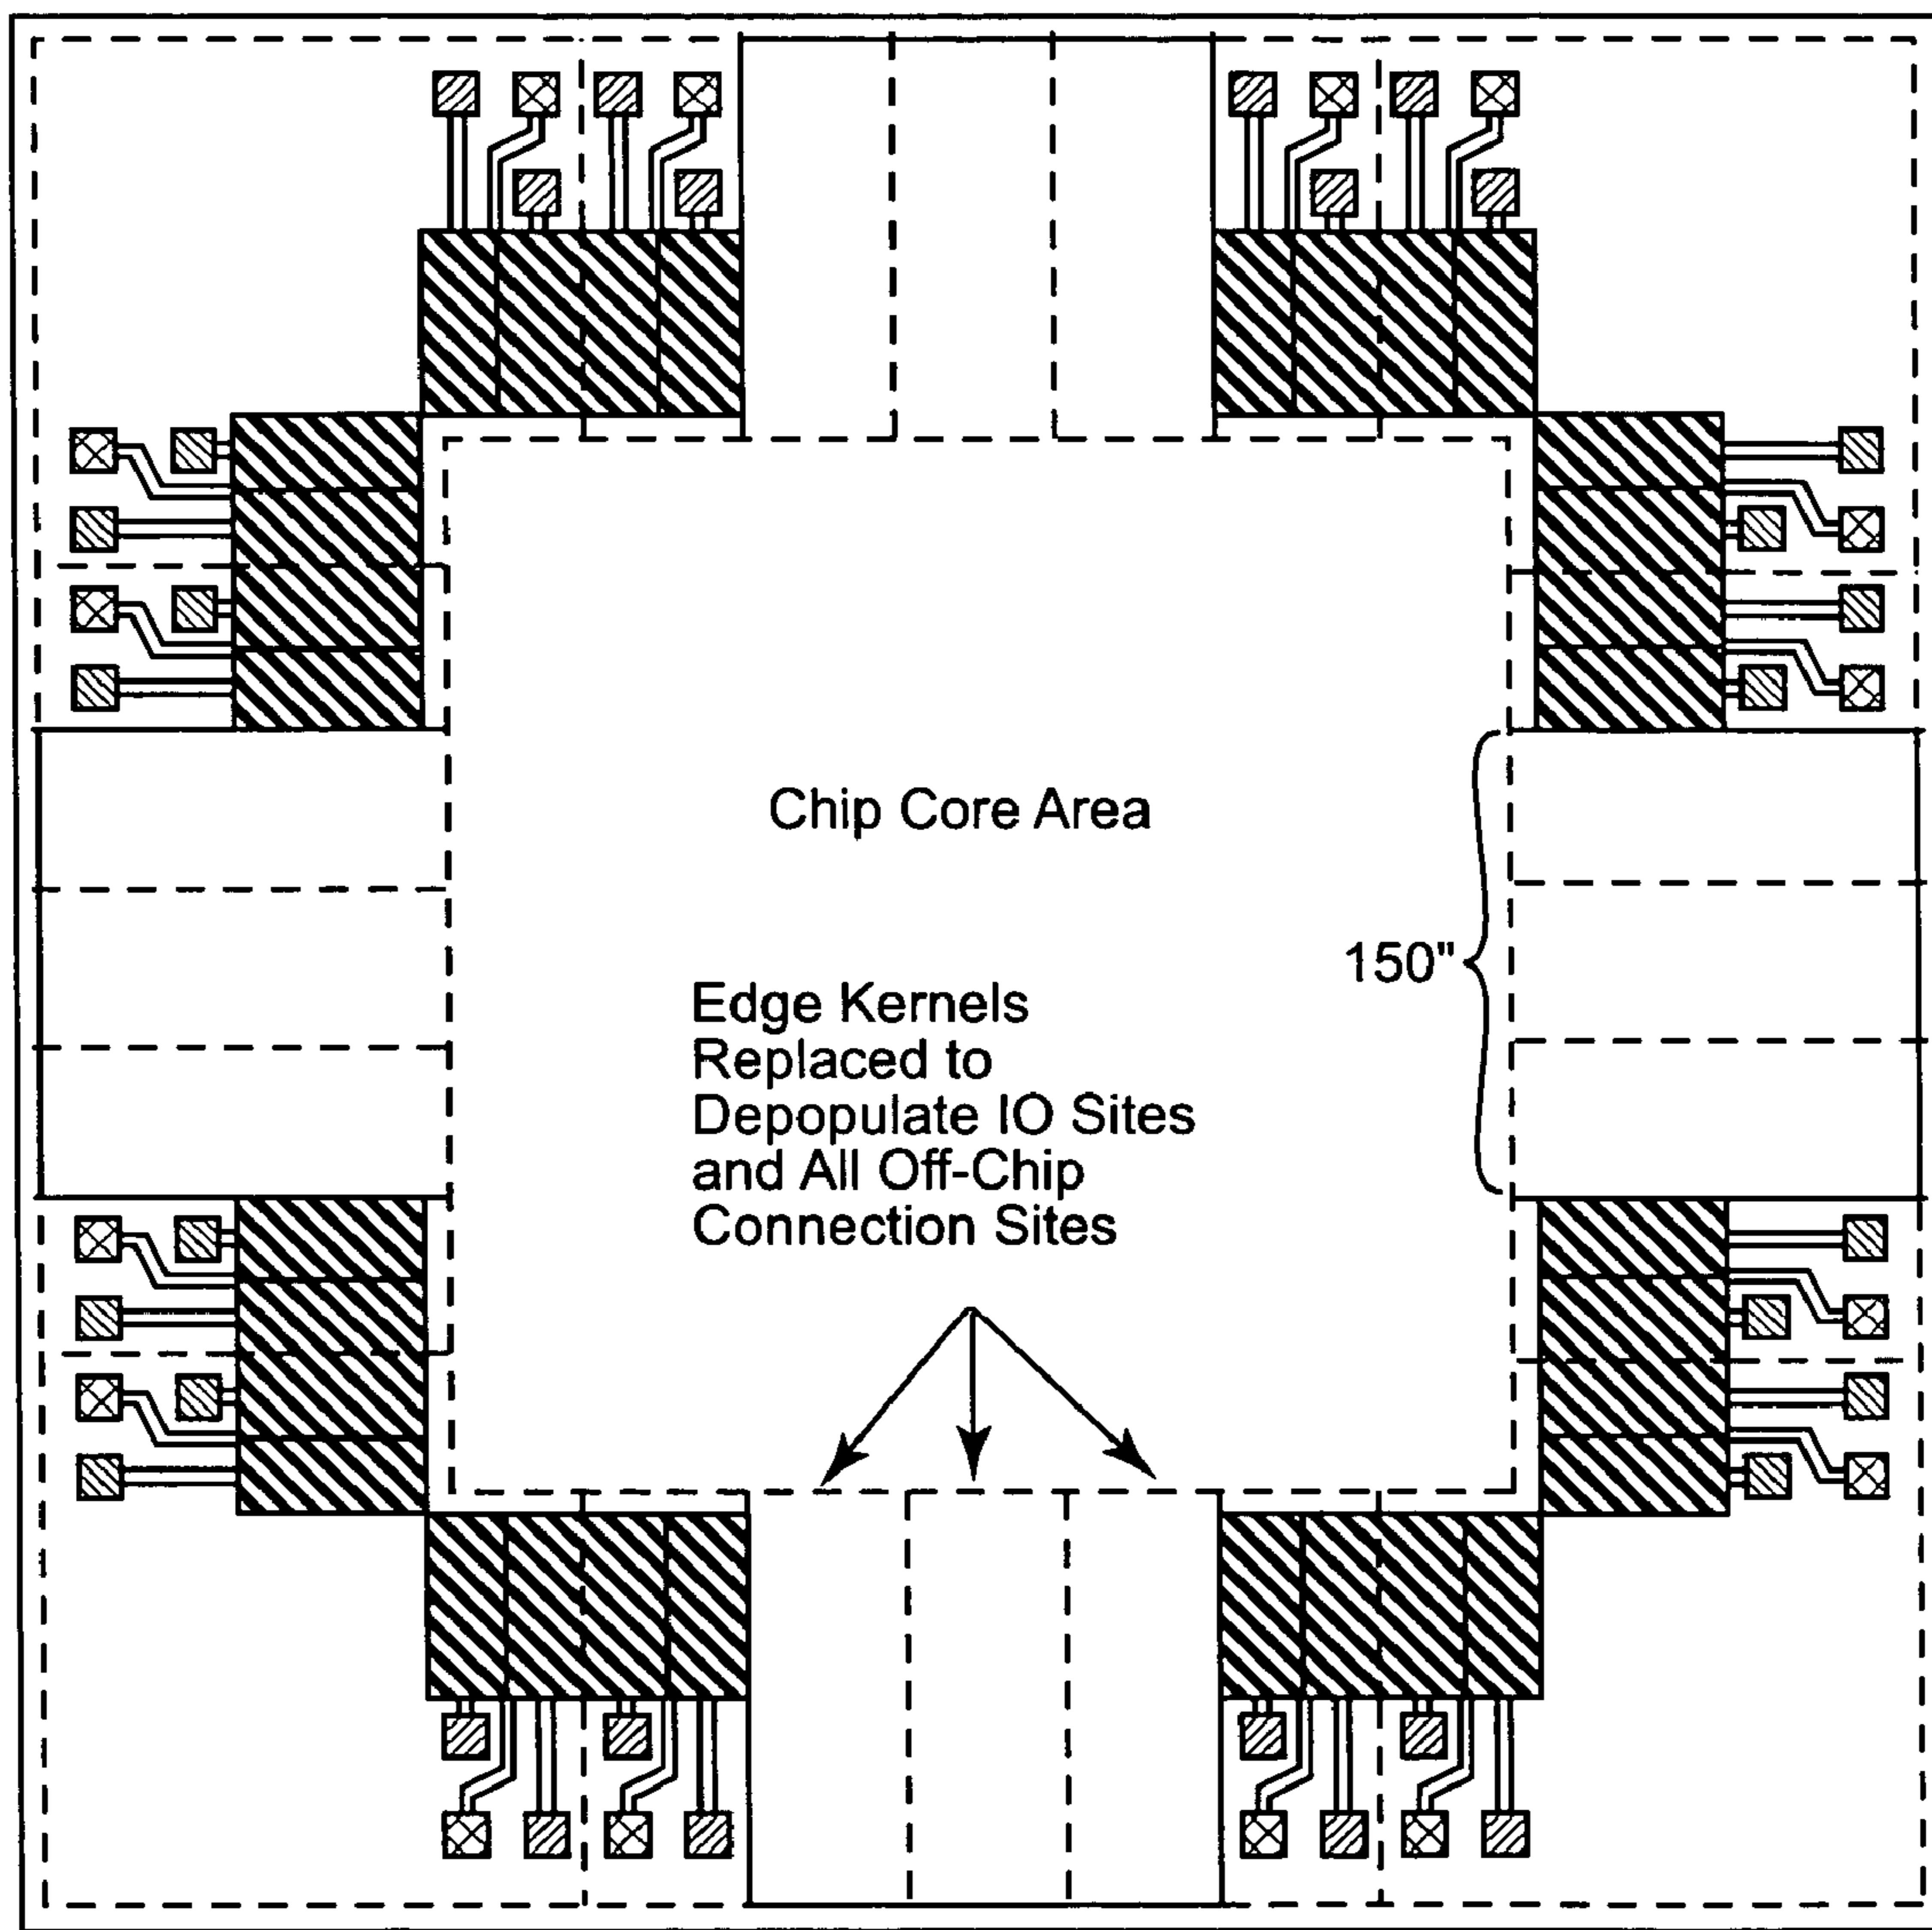 Chip Core Area
150"
Edge Kernels
Replaced to
Depopulate IO Sites
and All Off-Chip
Connection Sites